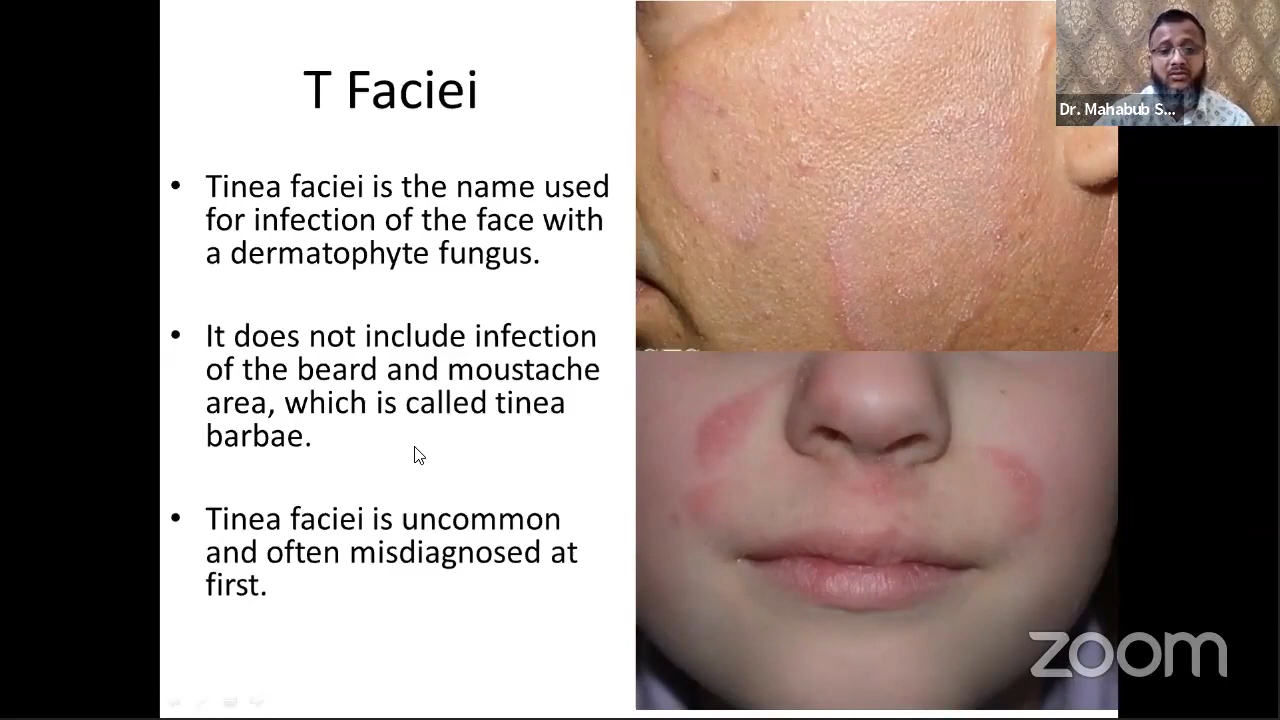 T Faciei
• Tinea faciei is the name used
for infection of the face with
a dermatophyte fungus.
• It does not include infection
of the beard and moustache
area, which is called tinea
barbae.
• Tinea faciei is uncommon
and often misdiagnosed at
first.
Dr. Mahabub S...
zoom